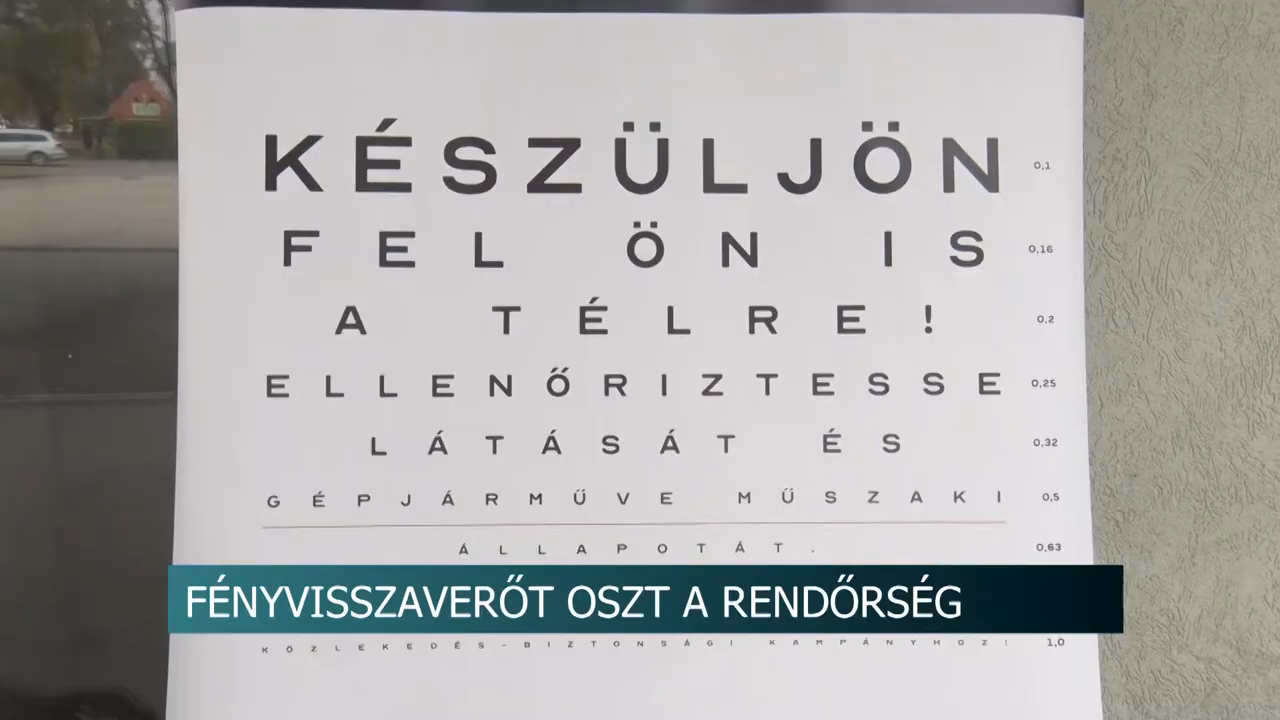 KÉSZÜLJÖN 0,1
FEL ÖN IS 0,16
A TÉLRE! 0,2
ELLENŐRIZTESSE 0,25
LÁTÁSÁT ÉS 0,32
GÉPJÁRMŰVE MŰSZAKI 0,5
ÁLLAPOTÁT. 0,63
FÉNYVISSZAVERŐT OSZT A RENDŐRSÉG
KÖZLEKEDÉS-BIZTONSÁGI KAMPÁNYHOZ! 1,0